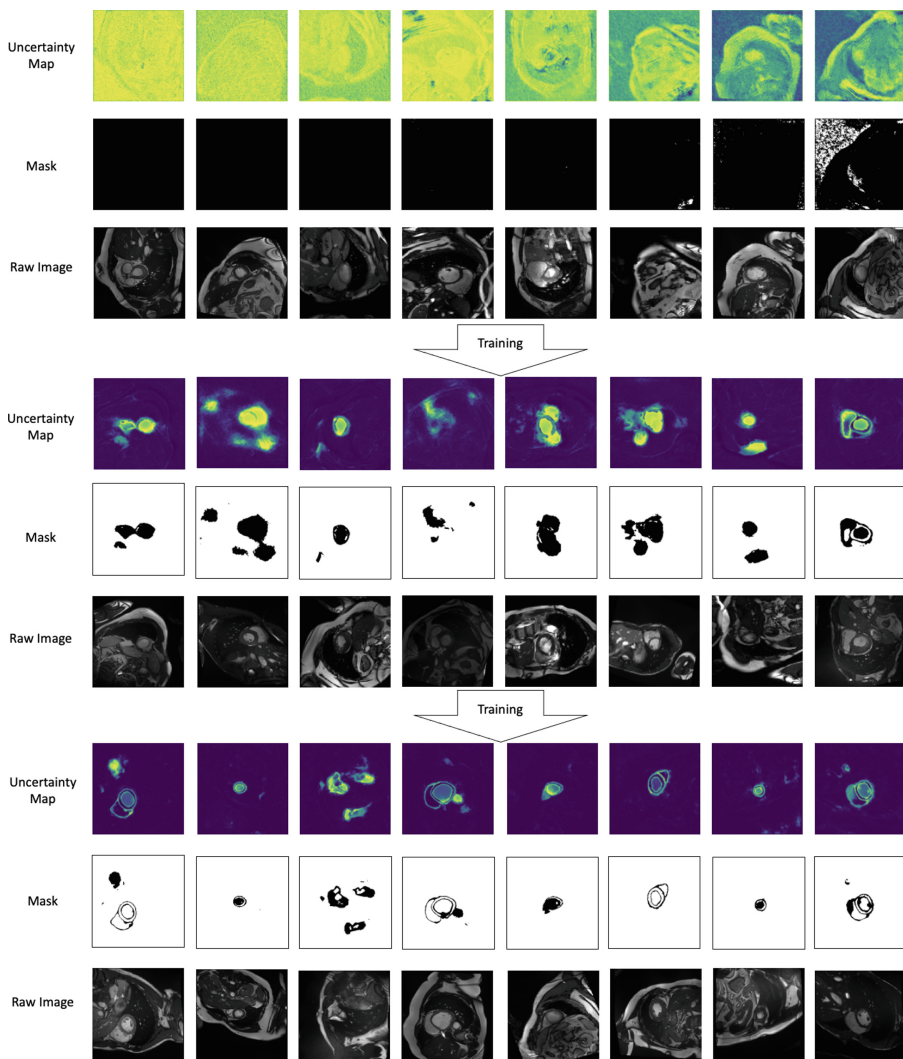 Uncertainty
Map
Mask
Raw Image
Training
Uncertainty
Map
Mask
Raw Image
Training
Uncertainty
Map
Mask
Raw Image